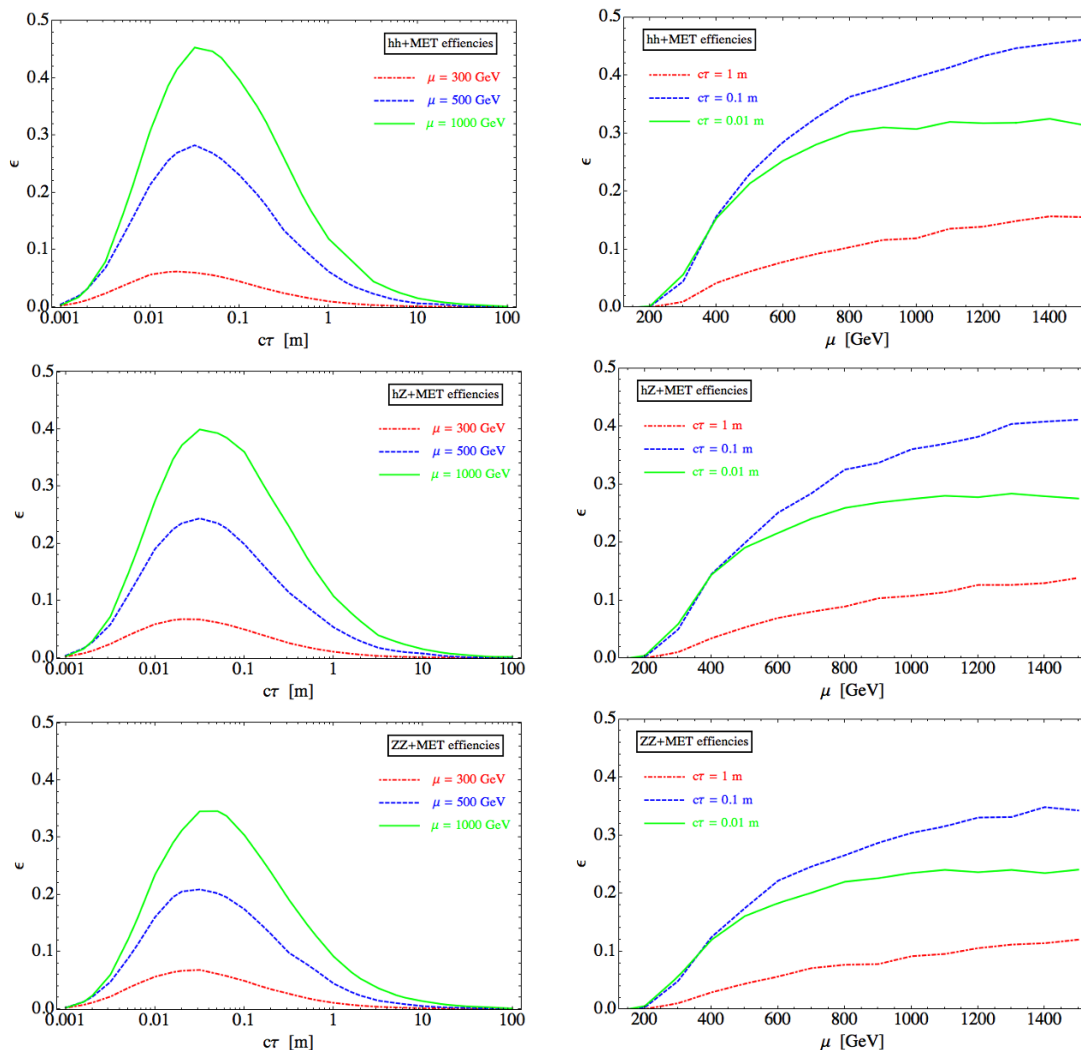 0.5
0.4
0.3
0.2
0.1
0.0
ϵ
hh+MET effiencies
μ = 300 GeV
μ = 500 GeV
μ = 1000 GeV
0.001 0.01 0.1 1 10 100
cτ [m]
0.5
0.4
0.3
0.2
0.1
0.0
ϵ
hh+MET effiencies
cτ = 1 m
cτ = 0.1 m
cτ = 0.01 m
200 400 600 800 1000 1200 1400
μ [GeV]
0.5
0.4
0.3
0.2
0.1
0.0
ϵ
hZ+MET effiencies
μ = 300 GeV
μ = 500 GeV
μ = 1000 GeV
0.001 0.01 0.1 1 10 100
cτ [m]
0.5
0.4
0.3
0.2
0.1
0.0
ϵ
hZ+MET effiencies
cτ = 1 m
cτ = 0.1 m
cτ = 0.01 m
200 400 600 800 1000 1200 1400
μ [GeV]
0.5
0.4
0.3
0.2
0.1
0.0
ϵ
ZZ+MET effiencies
μ = 300 GeV
μ = 500 GeV
μ = 1000 GeV
0.001 0.01 0.1 1 10 100
cτ [m]
0.5
0.4
0.3
0.2
0.1
0.0
ϵ
ZZ+MET effiencies
cτ = 1 m
cτ = 0.1 m
cτ = 0.01 m
200 400 600 800 1000 1200 1400
μ [GeV]